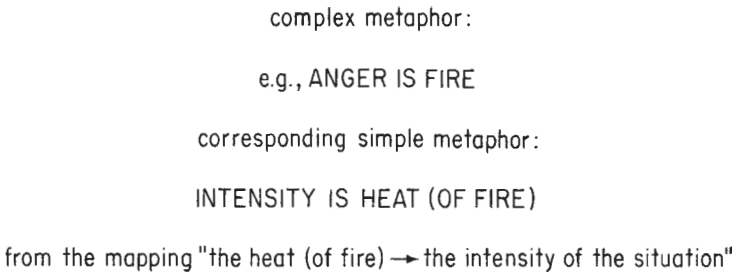 complex metaphor:
e.g., ANGER IS FIRE
corresponding simple metaphor:
INTENSITY IS HEAT (OF FIRE)
from the mapping "the heat (of fire) → the intensity of the situation"